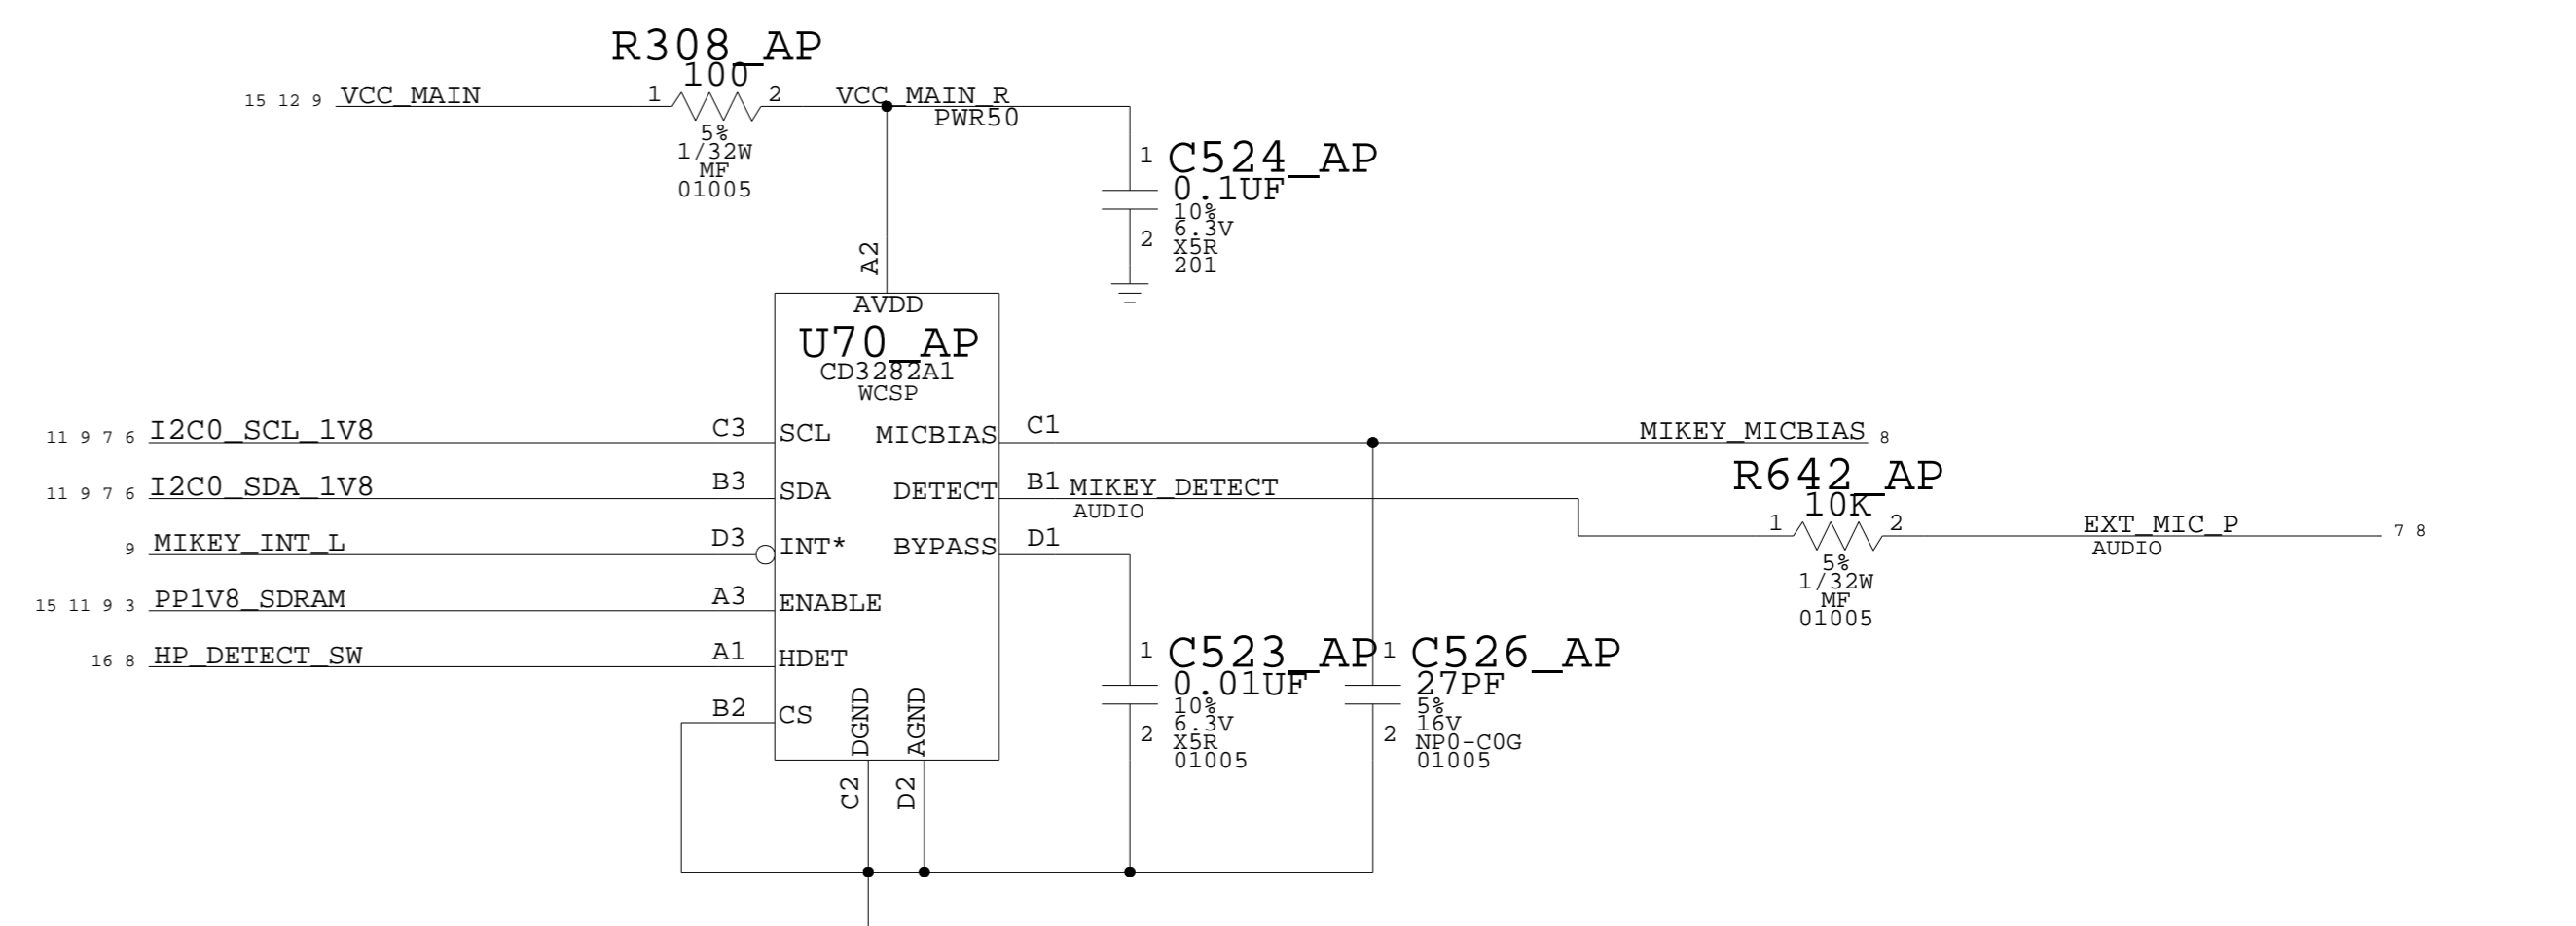 R308_AP
100
15 12 9 VCC_MAIN 1 2 VCC_MAIN_R
PWR50
5%
1/32W
MF
01005
1 C524_AP
0.1UF
10%
6.3V
2 X5R
201
A2
AVDD
U70_AP
CD3282A1
WCSP
11 9 7 6 I2C0_SCL_1V8 C3 SCL MICBIAS C1 MIKEY_MICBIAS 8
11 9 7 6 I2C0_SDA_1V8 B3 SDA DETECT B1 MIKEY_DETECT
AUDIO
R642_AP
10K
1 2 EXT_MIC_P 7 8
AUDIO
5%
1/32W
MF
01005
9 MIKEY_INT_L D3 INT* BYPASS D1
15 11 9 3 PP1V8_SDRAM A3 ENABLE
16 8 HP_DETECT_SW A1 HDET
B2 CS
DGND
AGND
C2
D2
1 C523_AP
0.01UF
10%
6.3V
2 X5R
01005
1 C526_AP
27PF
5%
16V
2 NP0-C0G
01005